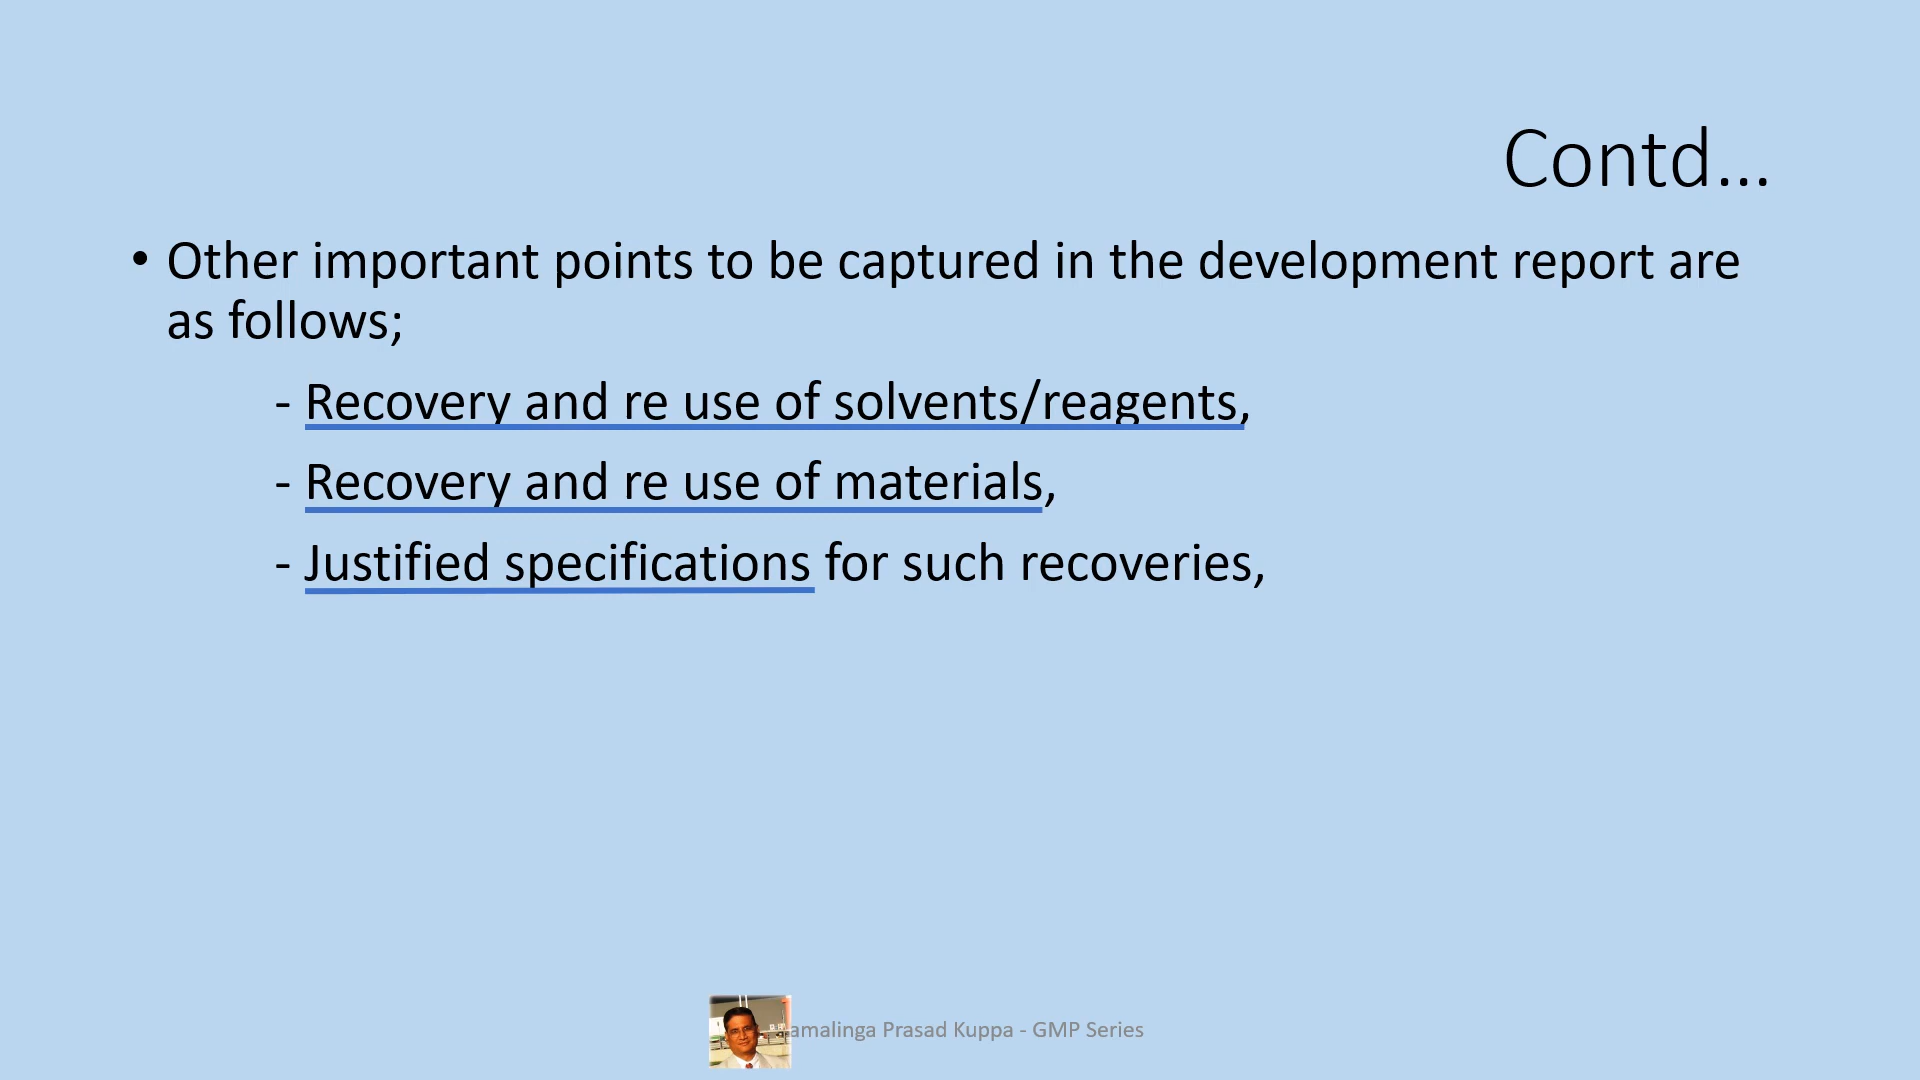 Contd...
• Other important points to be captured in the development report are
as follows;
- Recovery and re use of solvents/reagents,
- Recovery and re use of materials,
- Justified specifications for such recoveries,
Prasad Kuppa - GMP Series